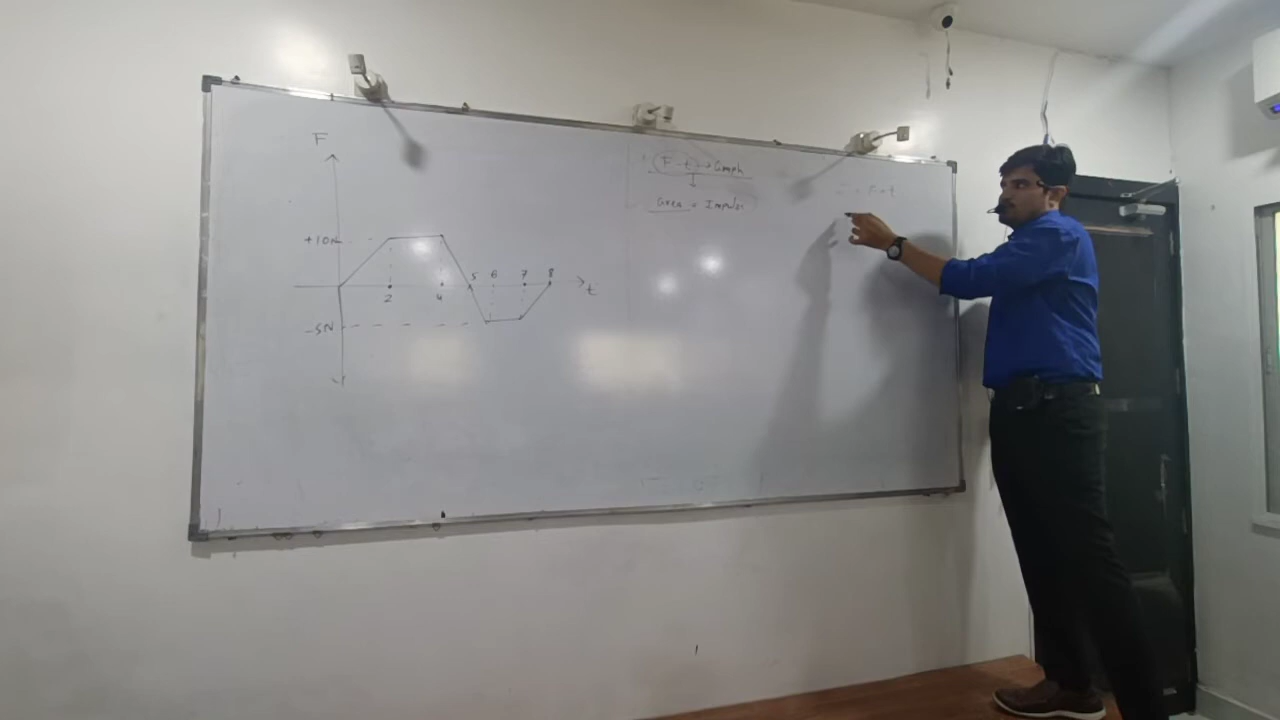 F
+10N
-5N
2
4
5
6
7
8
t
F-t → Graph
↓
area = Impulse